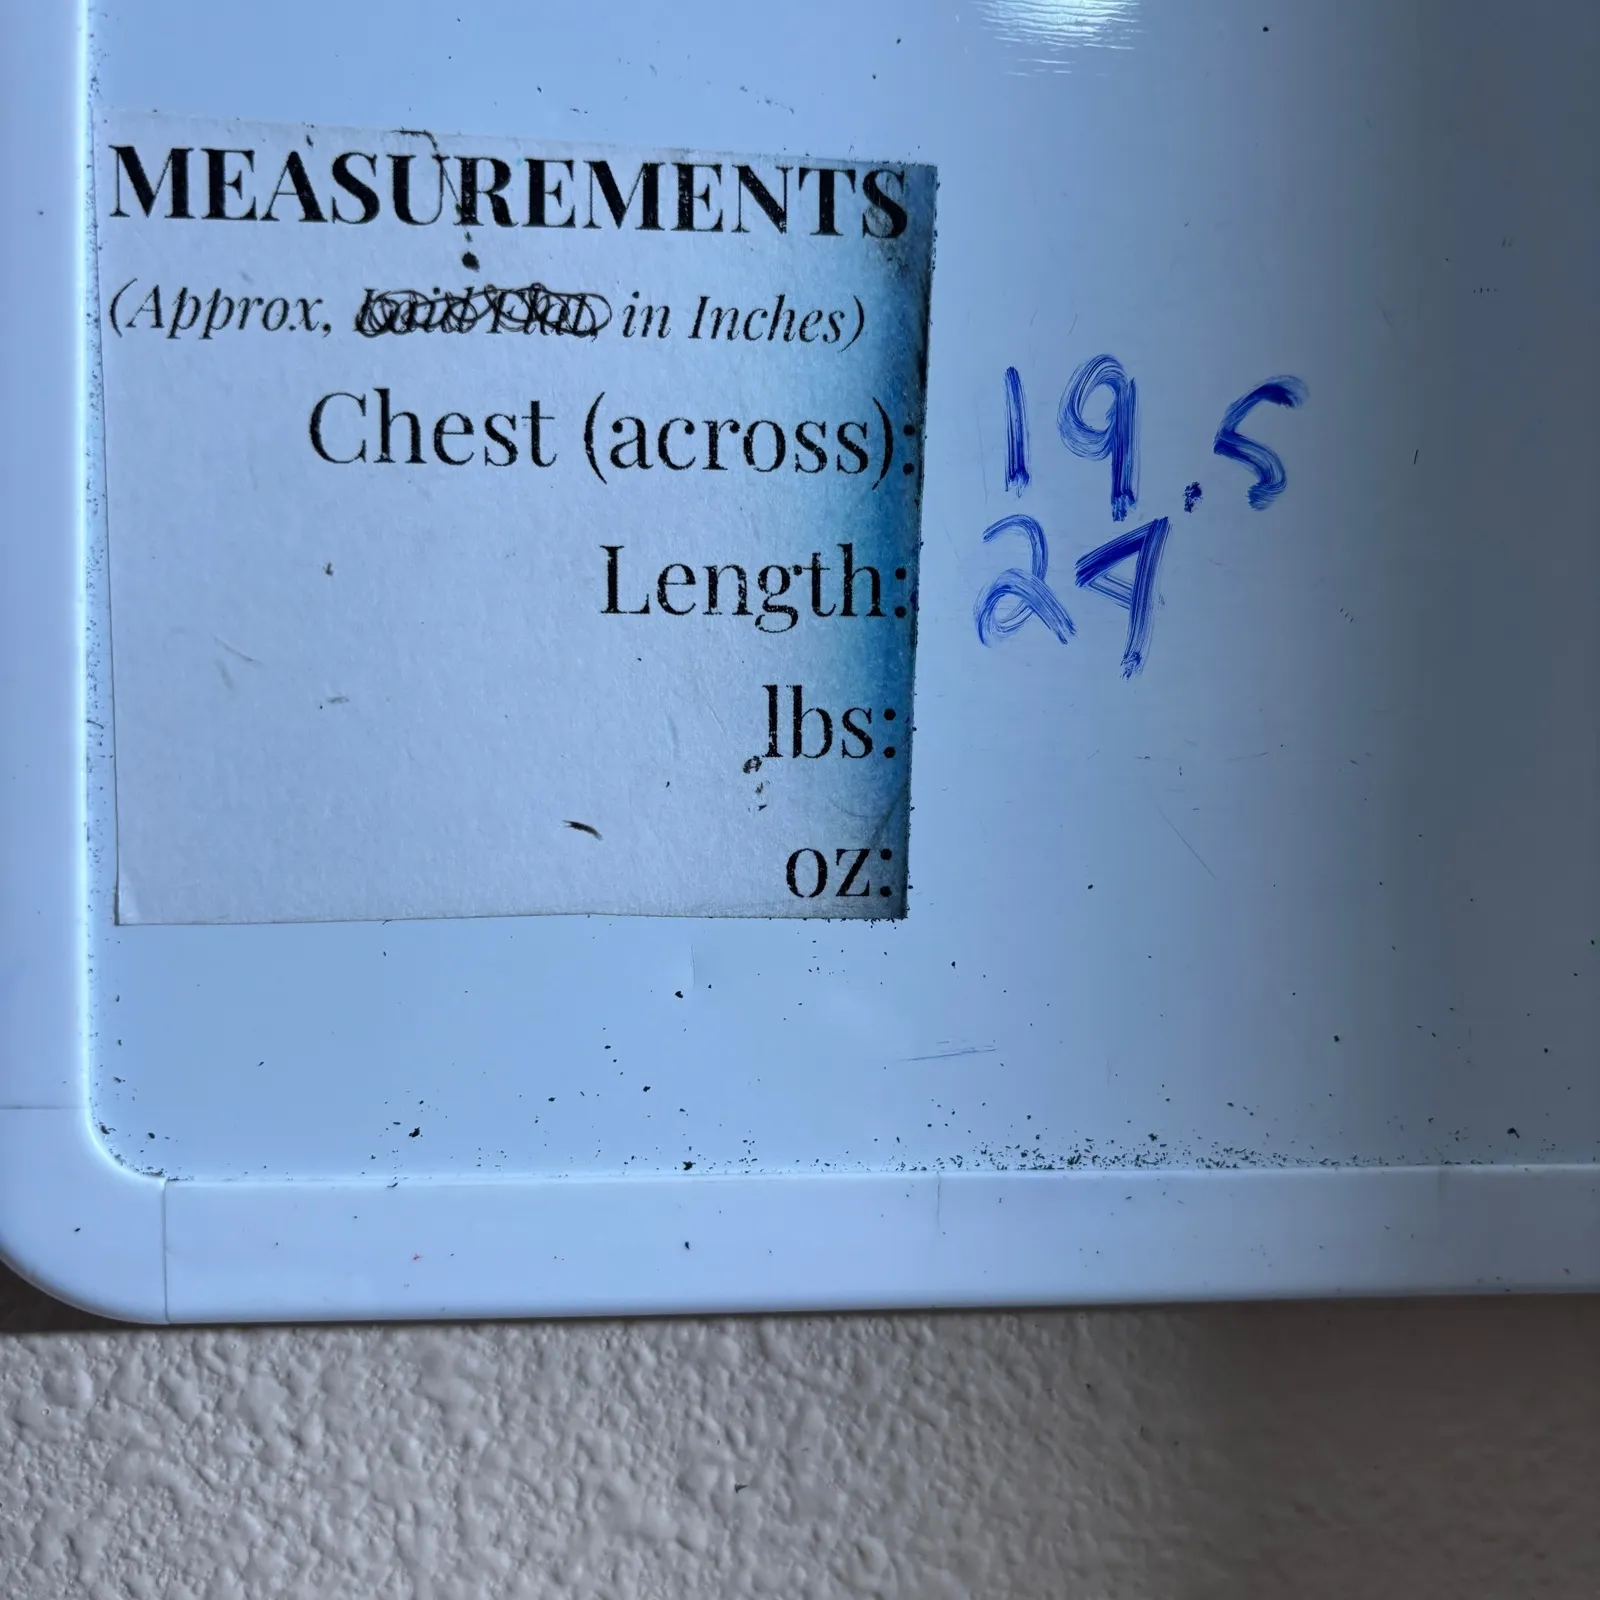 MEASUREMENTS
(Approx, in Inches)
Chest (across): 19.5
Length: 24
lbs:
oz: